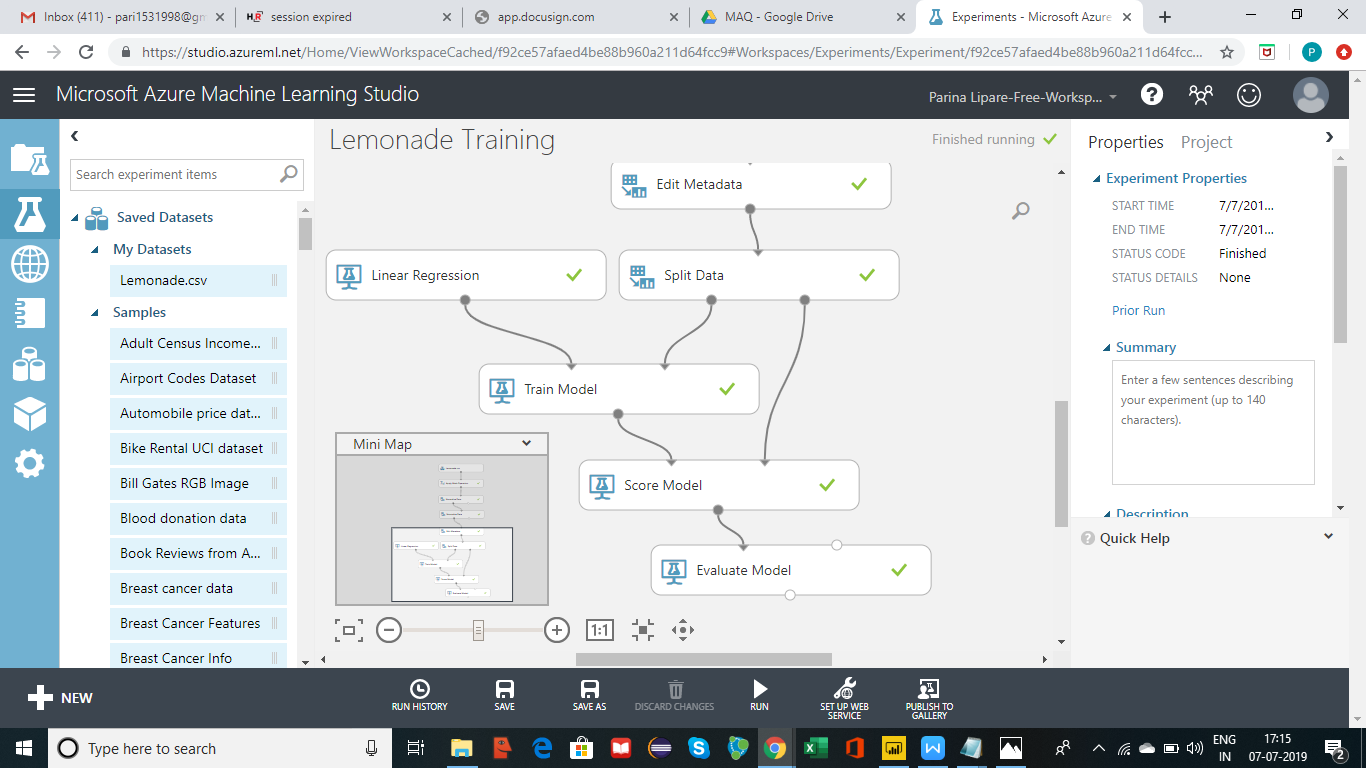 Inbox (411) - pari1531998@gm
session expired
app.docusign.com
MAQ - Google Drive
Experiments - Microsoft Azure
https://studio.azureml.net/Home/ViewWorkspaceCached/f92ce57afaed4be88b960a211d64fcc9#Workspaces/Experiments/Experiment/f92ce57afaed4be88b960a211d64fcc...
P
Microsoft Azure Machine Learning Studio
Parina Lipare-Free-Worksp...
Search experiment items
Saved Datasets
My Datasets
Lemonade.csv
Samples
Adult Census Income...
Airport Codes Dataset
Automobile price dat...
Bike Rental UCI dataset
Bill Gates RGB Image
Blood donation data
Book Reviews from A...
Breast cancer data
Breast Cancer Features
Breast Cancer Info
Lemonade Training
Finished running
Edit Metadata
Linear Regression
Split Data
Train Model
Score Model
Evaluate Model
Mini Map
1:1
Properties Project
Experiment Properties
START TIME 7/7/201...
END TIME 7/7/201...
STATUS CODE Finished
STATUS DETAILS None
Prior Run
Summary
Enter a few sentences describing
your experiment (up to 140
characters).
Description
Quick Help
NEW
RUN HISTORY
SAVE
SAVE AS
DISCARD CHANGES
RUN
SET UP WEB
SERVICE
PUBLISH TO
GALLERY
Type here to search
ENG
IN
17:15
07-07-2019
2